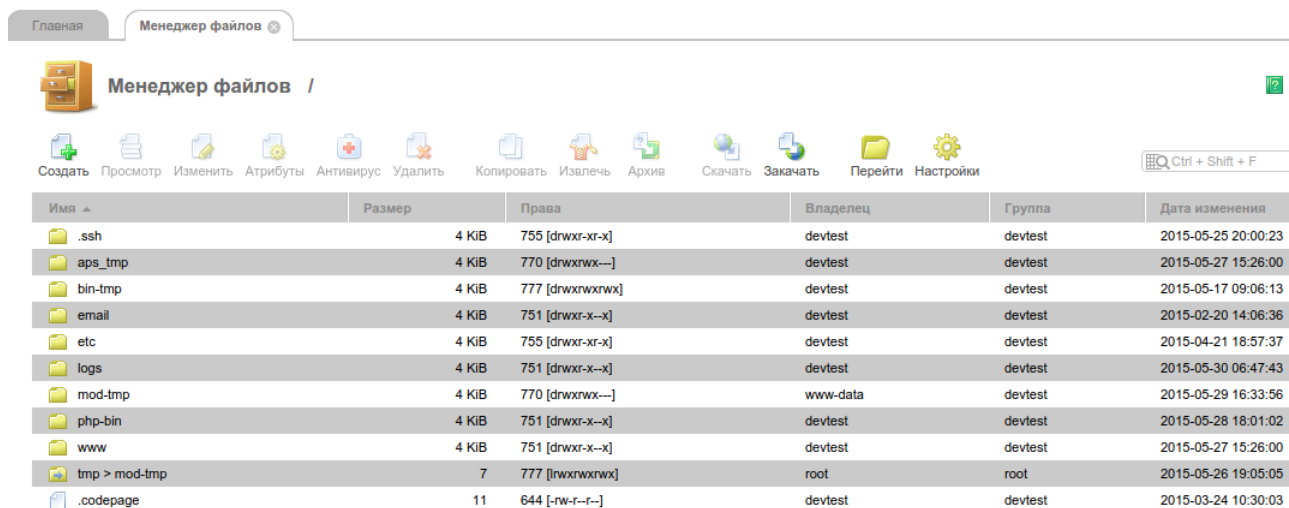 Главная Менеджер файлов
Менеджер файлов /
Создать Просмотр Изменить Атрибуты Антивирус Удалить Копировать Извлечь Архив Скачать Закачать Перейти Настройки Ctrl + Shift + F
Имя Размер Права Владелец Группа Дата изменения
.ssh 4 KiB 755 [drwxr-xr-x] devtest devtest 2015-05-25 20:00:23
aps_tmp 4 KiB 770 [drwxrwx---] devtest devtest 2015-05-27 15:26:00
bin-tmp 4 KiB 777 [drwxrwxrwx] devtest devtest 2015-05-17 09:06:13
email 4 KiB 751 [drwxr-x--x] devtest devtest 2015-02-20 14:06:36
etc 4 KiB 755 [drwxr-xr-x] devtest devtest 2015-04-21 18:57:37
logs 4 KiB 751 [drwxr-x--x] devtest devtest 2015-05-30 06:47:43
mod-tmp 4 KiB 770 [drwxrwx---] www-data devtest 2015-05-29 16:33:56
php-bin 4 KiB 751 [drwxr-x--x] devtest devtest 2015-05-28 18:01:02
www 4 KiB 751 [drwxr-x--x] devtest devtest 2015-05-27 15:26:00
tmp > mod-tmp 7 777 [lrwxrwxrwx] root root 2015-05-26 19:05:05
.codepage 11 644 [-rw-r--r--] devtest devtest 2015-03-24 10:30:03